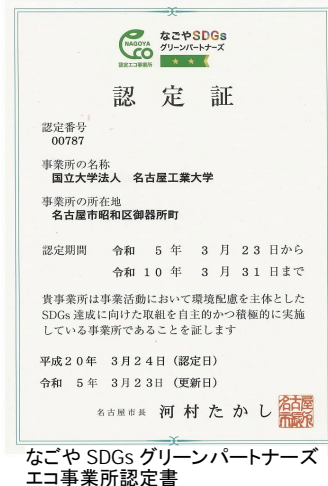 NAGOYA
eco
認定エコ事業所
なごやSDGs
グリーンパートナーズ
★ ★
認定証
認定番号
00787
事業所の名称
国立大学法人 名古屋工業大学
事業所の所在地
名古屋市昭和区御器所町
認定期間 令和 5 年 3 月 23 日から
令和 10 年 3 月 31 日まで
貴事業所は事業活動において環境配慮を主体とした
SDGs 達成に向けた取組を自主的かつ積極的に実施
している事業所であることを証します
平成20年 3月24日（認定日）
令和 5年 3月23日（更新日）
名古屋市長 河村たかし
なごや SDGs グリーンパートナーズ
エコ事業所認定書